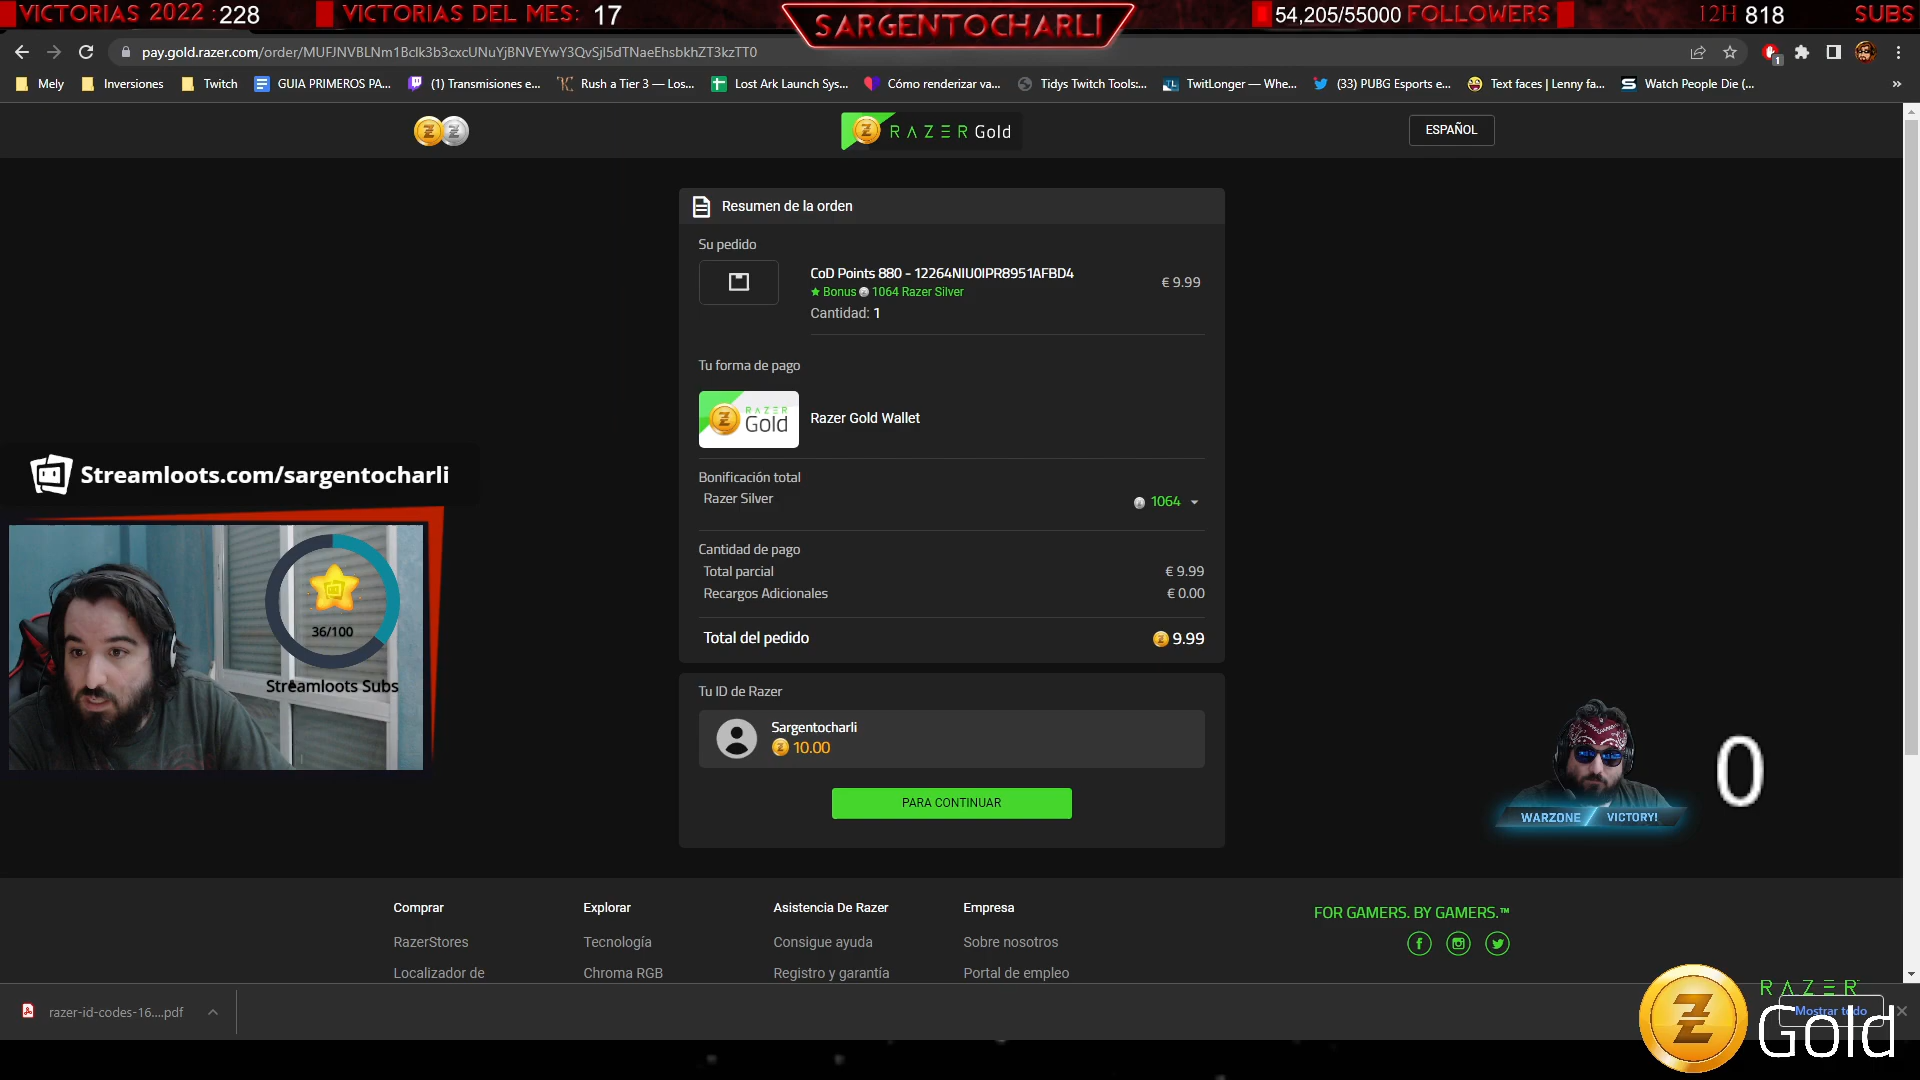 VICTORIAS 2022 : 228
VICTORIAS DEL MES: 17
SARGENTOCHARLI
54,205/55000 FOLLOWERS
12H 818 SUBS
pay.gold.razer.com/order/MUFJNVBLNm1Bclk3b3cxcUNuYjBNVEYwY3QvSjl5dTNaeEhsbkhZT3kzTT0
1
Mely
Inversiones
Twitch
GUIA PRIMEROS PA...
(1) Transmisiones e...
Rush a Tier 3 — Los...
Lost Ark Launch Sys...
Cómo renderizar va...
Tidys Twitch Tools:...
TwitLonger — Whe...
(33) PUBG Esports e...
Text faces | Lenny fa...
Watch People Die (...
»
RAZER Gold
ESPAÑOL
Resumen de la orden
Su pedido
CoD Points 880 - 12264NIU0IPR8951AFBD4
€ 9.99
★ Bonus 1064 Razer Silver
Cantidad: 1
Tu forma de pago
RAZER
Gold
Razer Gold Wallet
Bonificación total
Razer Silver
1064
Cantidad de pago
Total parcial
€ 9.99
Recargos Adicionales
€ 0.00
Total del pedido
9.99
Tu ID de Razer
Sargentocharli
10.00
PARA CONTINUAR
Streamloots.com/sargentocharli
36/100
Streamloots Subs
WARZONE VICTORY!
0
Comprar
RazerStores
Localizador de
Explorar
Tecnología
Chroma RGB
Asistencia De Razer
Consigue ayuda
Registro y garantía
Empresa
Sobre nosotros
Portal de empleo
FOR GAMERS. BY GAMERS.™
razer-id-codes-16....pdf
Mostrar todo
RAZER
Gold